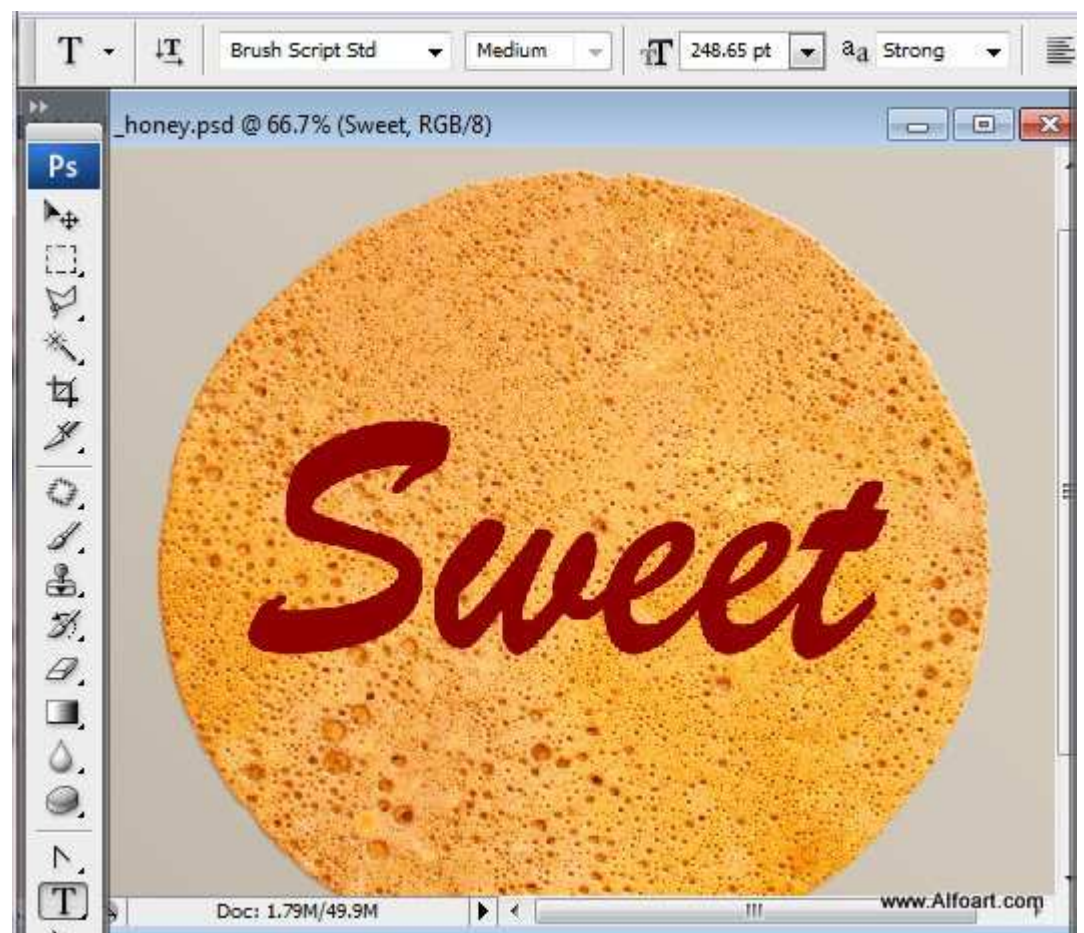 T Brush Script Std Medium T 248.65 pt aa Strong
_honey.psd @ 66.7% (Sweet, RGB/8)
Ps
Sweet
T
Doc: 1.79M/49.9M
www.Alfoart.com